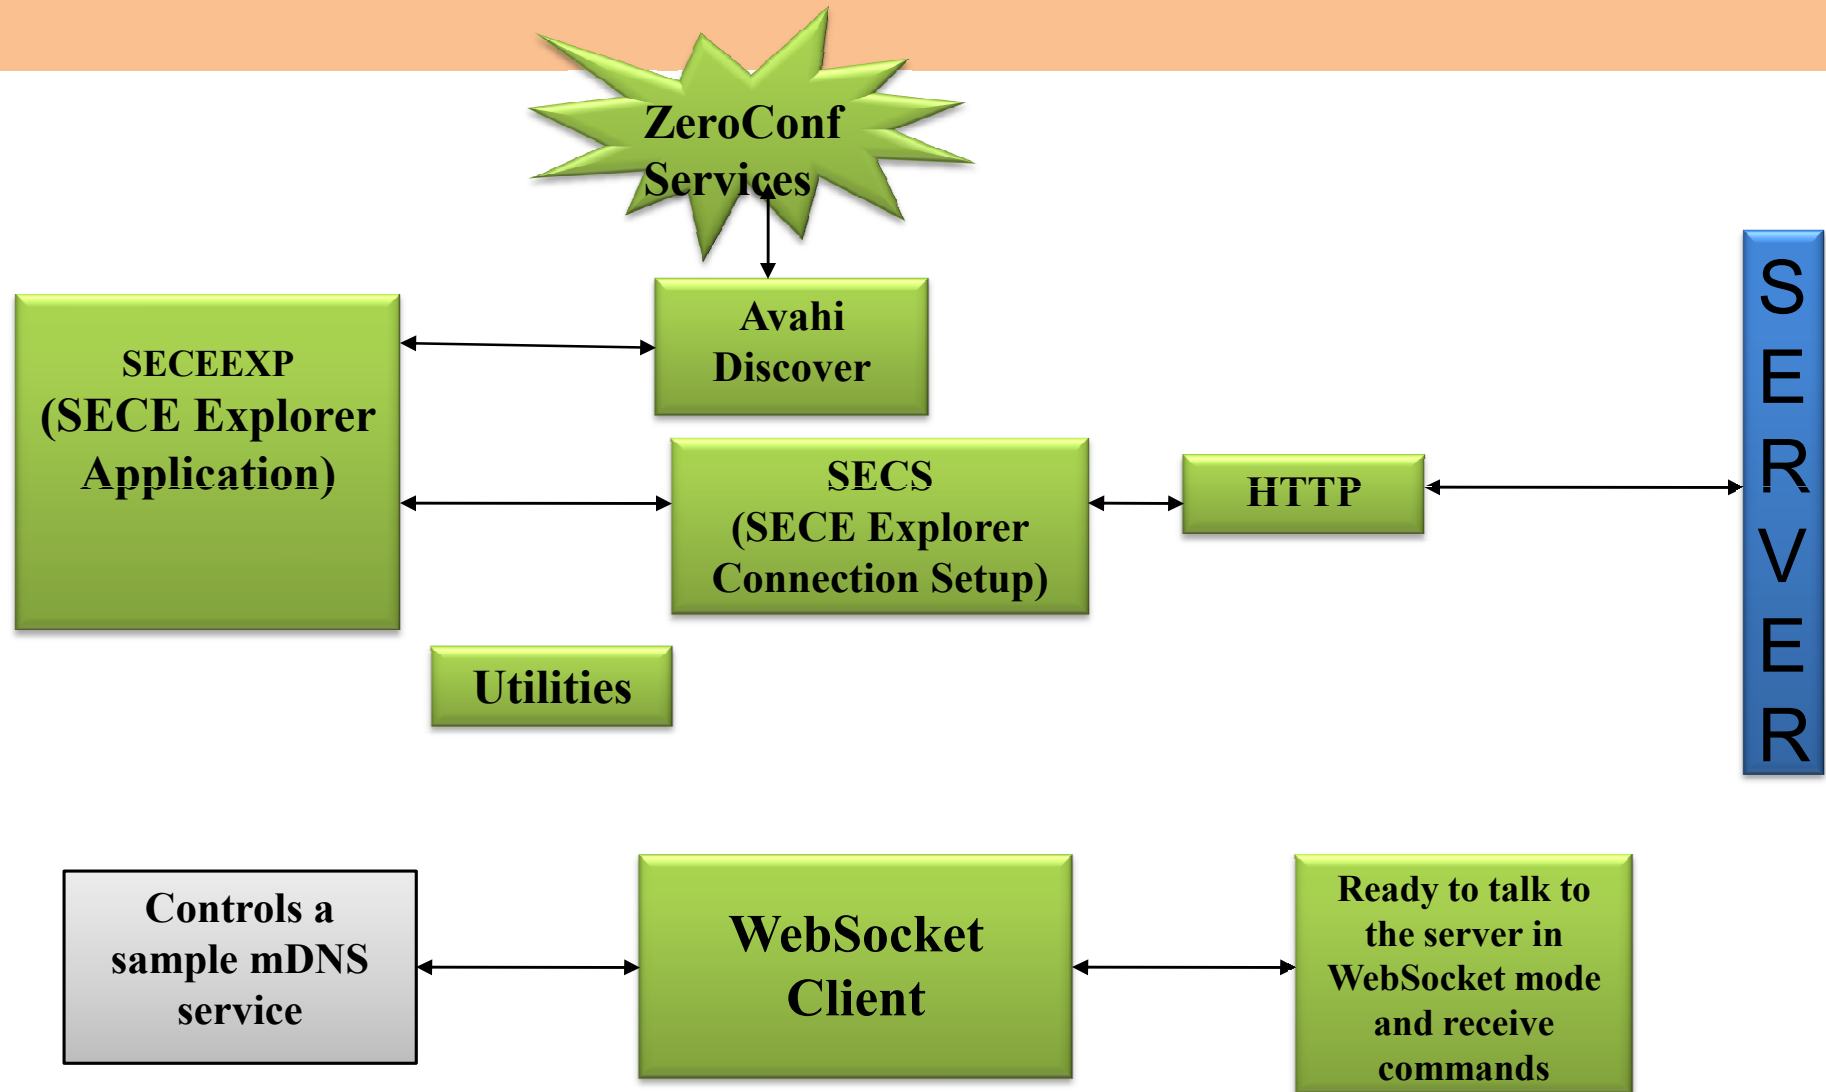 ZeroConf
Services
Avahi
Discover
SECEEXP
(SECE Explorer
Application)
SECS
(SECE Explorer
Connection Setup)
HTTP
S
E
R
V
E
R
Utilities
Controls a
sample mDNS
service
WebSocket
Client
Ready to talk to
the server in
WebSocket mode
and receive
commands